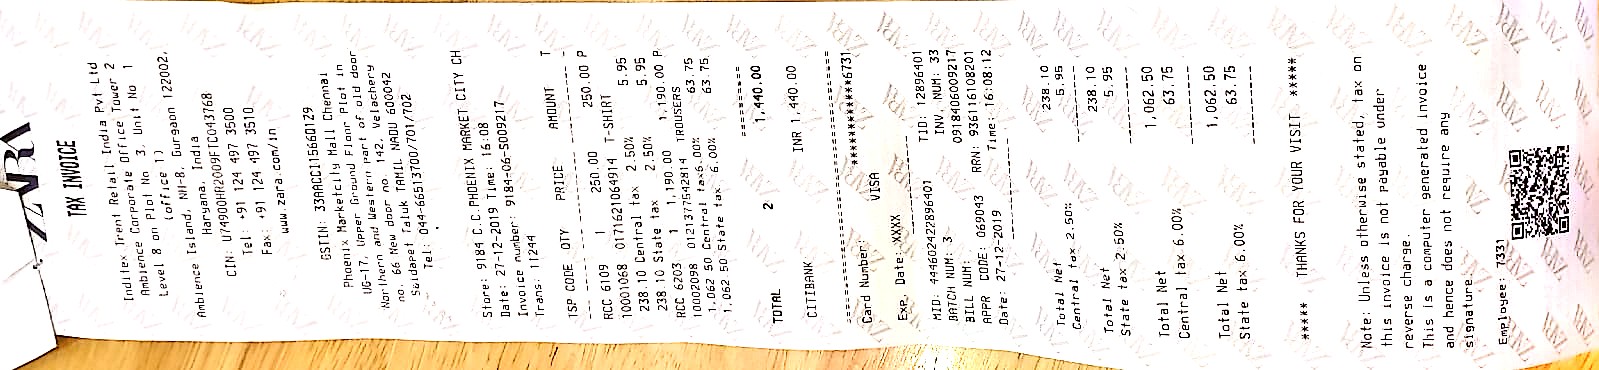 ZARA
TAX INVOICE
Inditex Trent Retail India Pvt Ltd
Ambience Corporate Office Tower 2
Level 8 on Plot No 3, Unit No 1
(office 1)
Ambience Island, NH-8, Gurgaon 122002,
Haryana, India
CIN: U74900HR2009FTC043768
Tel: +91 124 497 3500
Fax: +91 124 497 3510
www.zara.com/in
GSTIN: 33AACCI1566D1Z9
Phoenix Marketcity Mall Chennai
UG-17, Upper Ground Floor Plot in
Northern and Western part of old door
no. 66 New door no. 142, Velachery
Saidapet Taluk TAMIL NADU 600042
Tel: 044-66513700/701/702
Store: 9184 C.C.PHOENIX MARKET CITY CH
Date: 27-12-2019 Time: 16:08
Invoice number: 9184-06-S009217
Trans: 11244
TSP CODE QTY PRICE AMOUNT T
RCC 6109 1 250.00 250.00 P
10001068 01716210649​14 T-SHIRT
238.10 Central tax 2.50% 5.95
238.10 State tax 2.50% 5.95
RCC 6203 1 1,190.00 1,190.00 P
10002098 0121377542814 TROUSERS
1,062.50 Central tax6.00% 63.75
1,062.50 State tax 6.00% 63.75
TOTAL 2 1,440.00
CITIBANK INR 1,440.00
Card Number: ************6731
VISA
Exp. Date:XXXX
MID: 444602422896401 TID: 12896401
BATCH NUM: 3 INV. NUM: 33
BILL NUM: 0918406009217
APPR CODE: 069043 RRN: 936116108201
Date: 27-12-2019 Time: 16:08:12
Total Net 238.10
Central tax 2.50% 5.95
Total Net 238.10
State tax 2.50% 5.95
Total Net 1,062.50
Central tax 6.00% 63.75
Total Net 1,062.50
State tax 6.00% 63.75
***** THANKS FOR YOUR VISIT *****
Note: Unless otherwise stated, tax on
this invoice is not payable under
reverse charge.
This is a computer generated invoice
and hence does not require any
signature.
Employee: 7331